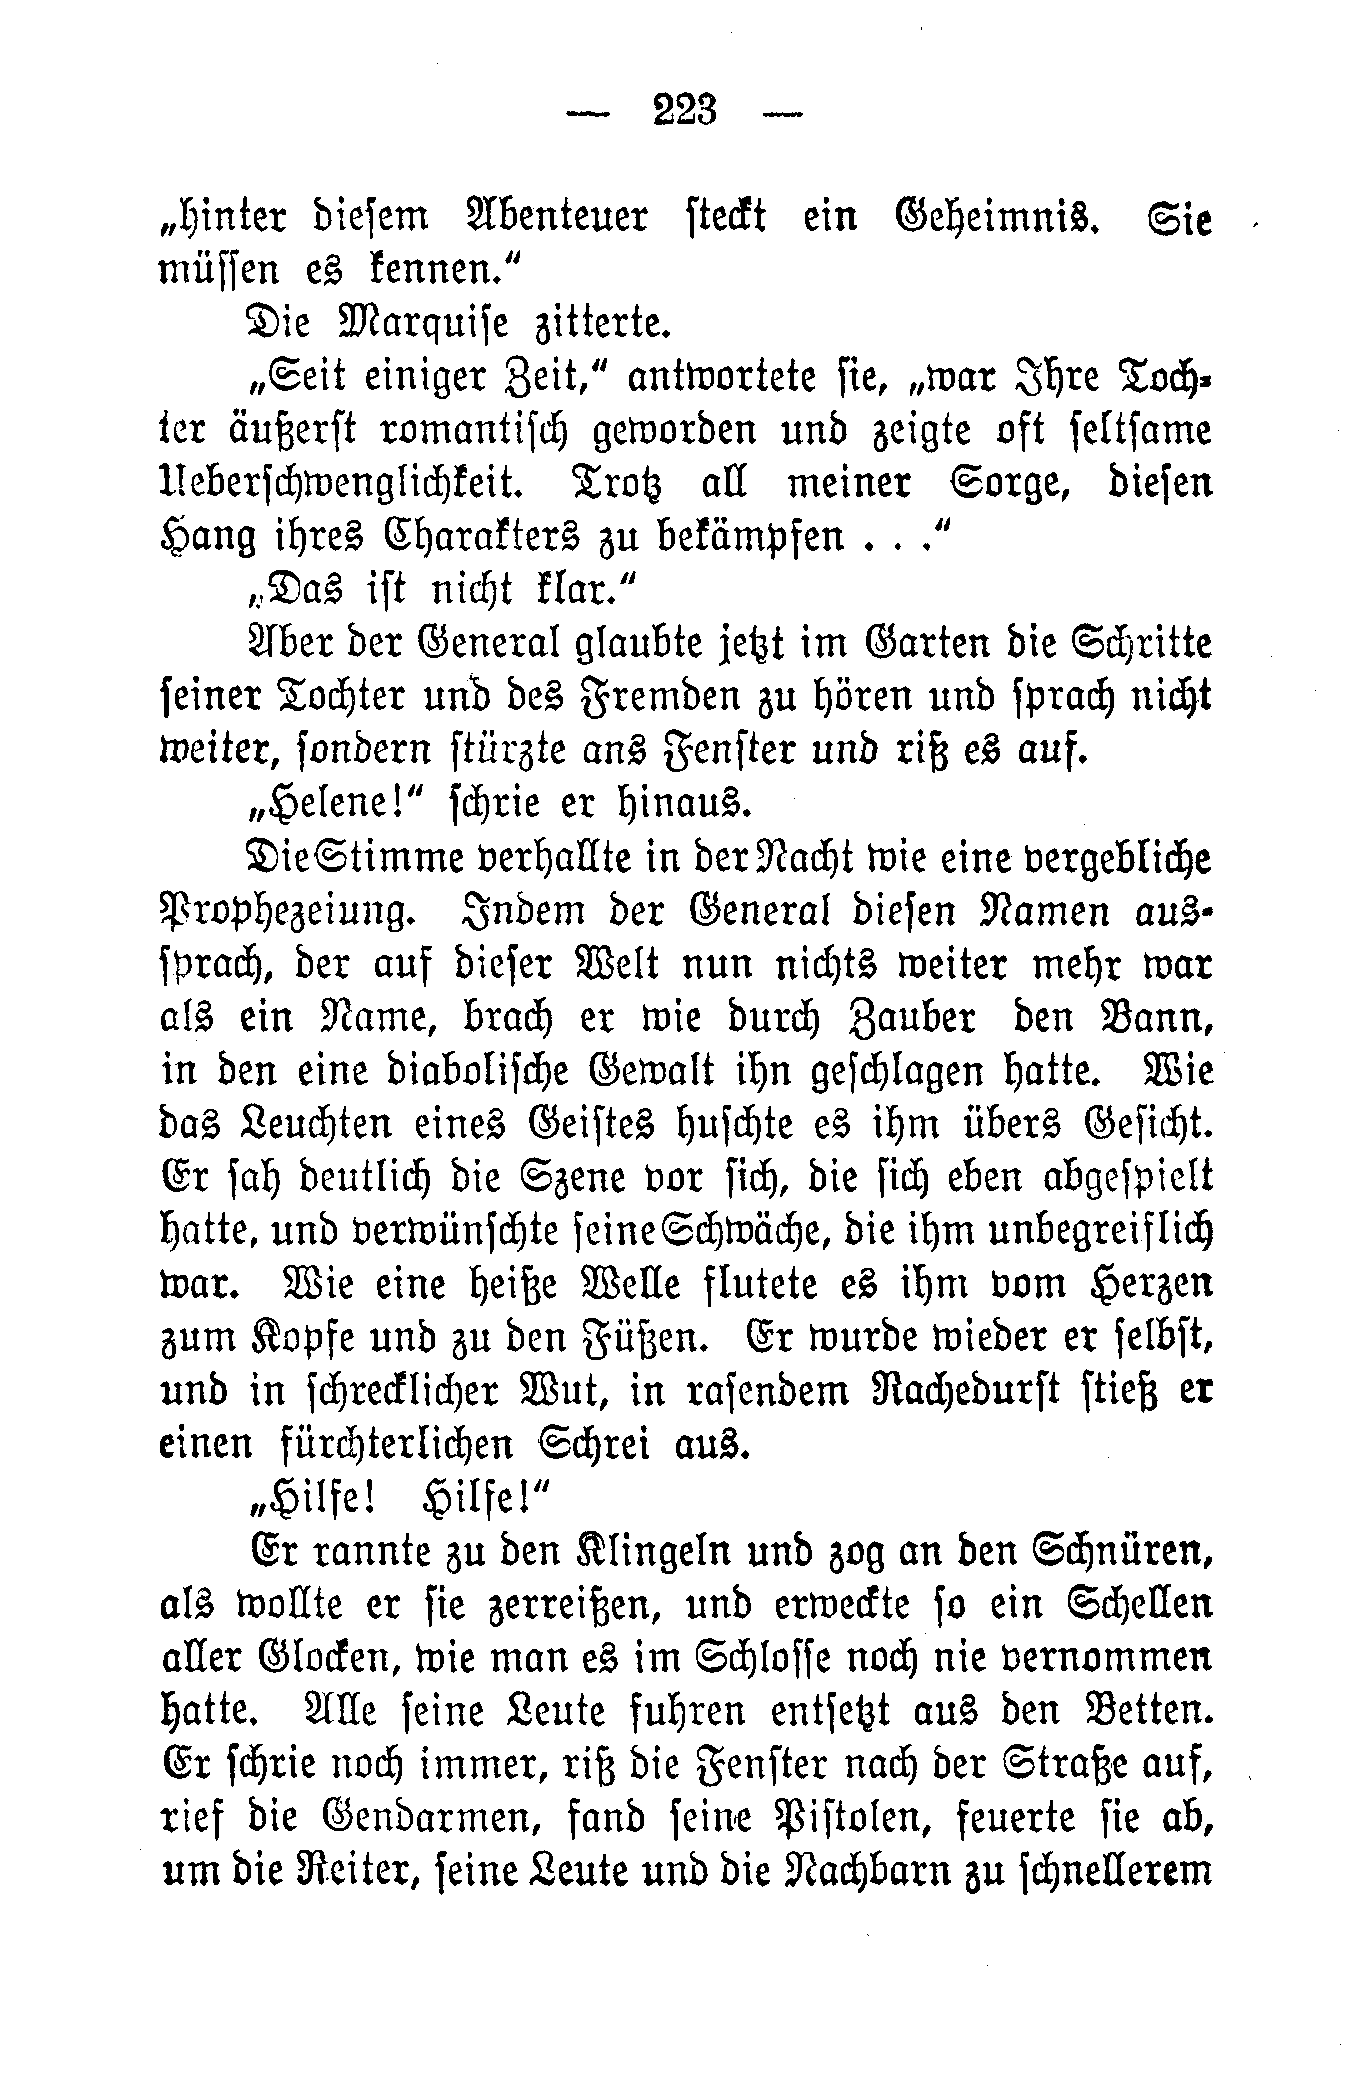 — 223 —
„hinter diesem Abenteuer steckt ein Geheimnis. Sie
müssen es kennen.“
Die Marquise zitterte.
„Seit einiger Zeit,“ antwortete sie, „war Ihre Toch-
ter äußerst romantisch geworden und zeigte oft seltsame
Ueberschwenglichkeit. Trotz all meiner Sorge, diesen
Hang ihres Charakters zu bekämpfen . . .“
„Das ist nicht klar.“
Aber der General glaubte jetzt im Garten die Schritte
seiner Tochter und des Fremden zu hören und sprach nicht
weiter, sondern stürzte ans Fenster und riß es auf.
„Helene!“ schrie er hinaus.
Die Stimme verhallte in der Nacht wie eine vergebliche
Prophezeiung. Indem der General diesen Namen aus-
sprach, der auf dieser Welt nun nichts weiter mehr war
als ein Name, brach er wie durch Zauber den Bann,
in den eine diabolische Gewalt ihn geschlagen hatte. Wie
das Leuchten eines Geistes huschte es ihm übers Gesicht.
Er sah deutlich die Szene vor sich, die sich eben abgespielt
hatte, und verwünschte seine Schwäche, die ihm unbegreiflich
war. Wie eine heiße Welle flutete es ihm vom Herzen
zum Kopfe und zu den Füßen. Er wurde wieder er selbst,
und in schrecklicher Wut, in rasendem Rachedurst stieß er
einen fürchterlichen Schrei aus.
„Hilfe! Hilfe!“
Er rannte zu den Klingeln und zog an den Schnüren,
als wollte er sie zerreißen, und erweckte so ein Schellen
aller Glocken, wie man es im Schlosse noch nie vernommen
hatte. Alle seine Leute fuhren entsetzt aus den Betten.
Er schrie noch immer, riß die Fenster nach der Straße auf,
rief die Gendarmen, fand seine Pistolen, feuerte sie ab,
um die Reiter, seine Leute und die Nachbarn zu schnellerem